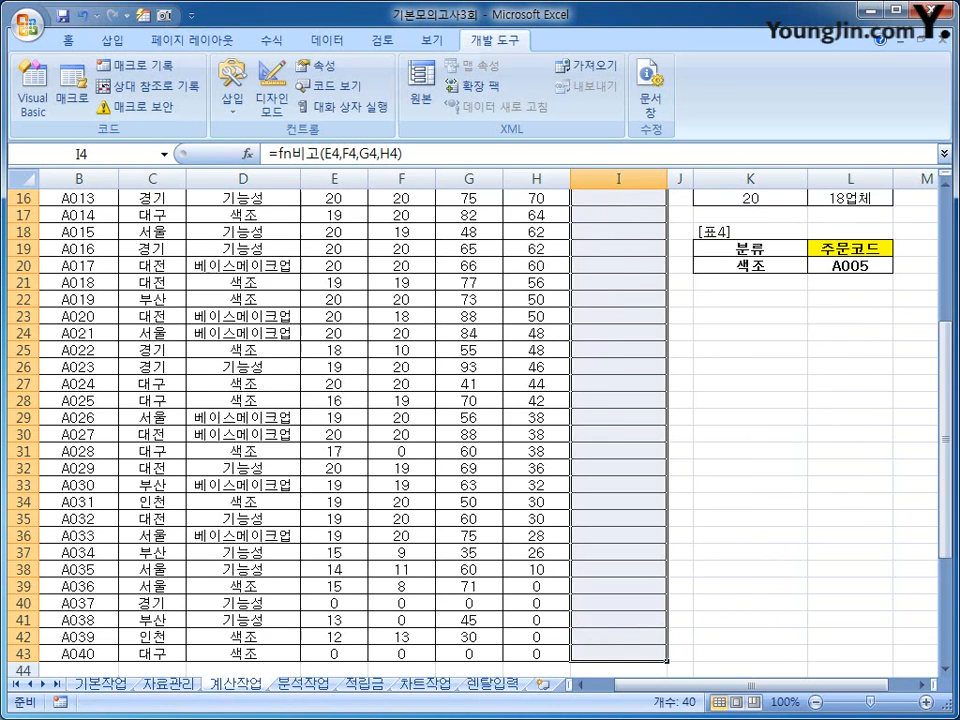 기본모의고사3회 - Microsoft Excel
YoungJin.com Y.
홈 삽입 페이지 레이아웃 수식 데이터 검토 보기 개발 도구
Visual Basic 매크로 매크로 기록 상대 참조로 기록 매크로 보안 코드
삽입 디자인 모드 속성 코드 보기 대화 상자 실행 컨트롤
원본 맵 속성 확장 팩 데이터 새로 고침 가져오기 내보내기 XML
문서 창 수정
I4 fx =fn비고(E4,F4,G4,H4)
B C D E F G H I J K L M
16 A013 경기 기능성 20 20 75 70 20 18업체
17 A014 대구 색조 19 20 82 64
18 A015 서울 기능성 20 19 48 62 [표4]
19 A016 경기 기능성 20 20 65 62 분류 주문코드
20 A017 대전 베이스메이크업 20 20 66 60 색조 A005
21 A018 대전 색조 19 19 77 56
22 A019 부산 색조 20 20 73 50
23 A020 대전 베이스메이크업 20 18 88 50
24 A021 서울 베이스메이크업 20 20 84 48
25 A022 경기 색조 18 10 55 48
26 A023 경기 기능성 19 20 93 46
27 A024 대구 색조 20 20 41 44
28 A025 대구 색조 16 19 70 42
29 A026 서울 베이스메이크업 19 20 56 38
30 A027 대전 베이스메이크업 20 20 88 38
31 A028 대구 색조 17 0 60 38
32 A029 대전 기능성 20 19 69 36
33 A030 부산 베이스메이크업 19 19 63 32
34 A031 인천 색조 19 20 50 30
35 A032 대전 기능성 19 20 60 30
36 A033 서울 베이스메이크업 19 20 75 28
37 A034 부산 기능성 15 9 35 26
38 A035 서울 기능성 14 11 60 10
39 A036 서울 색조 15 8 71 0
40 A037 경기 기능성 0 0 0 0
41 A038 부산 기능성 13 0 45 0
42 A039 인천 색조 12 13 30 0
43 A040 대구 색조 0 0 0 0
44
기본작업 자료관리 계산작업 분석작업 적립금 차트작업 렌탈입력
준비 개수: 40 100%